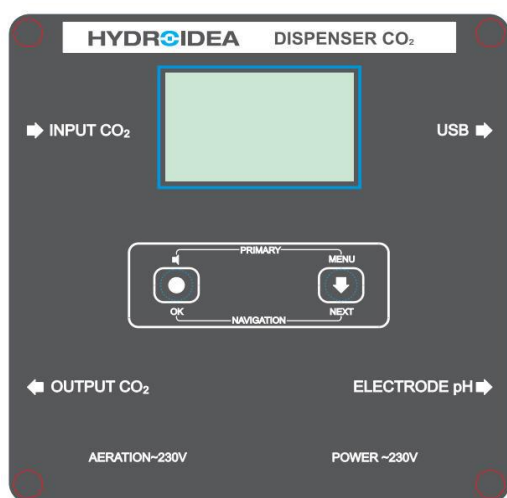 HYDROIDEA DISPENSER CO₂
INPUT CO₂
USB
PRIMARY
MENU
OK
NEXT
NAVIGATION
OUTPUT CO₂
ELECTRODE pH
AERATION~230V
POWER ~230V